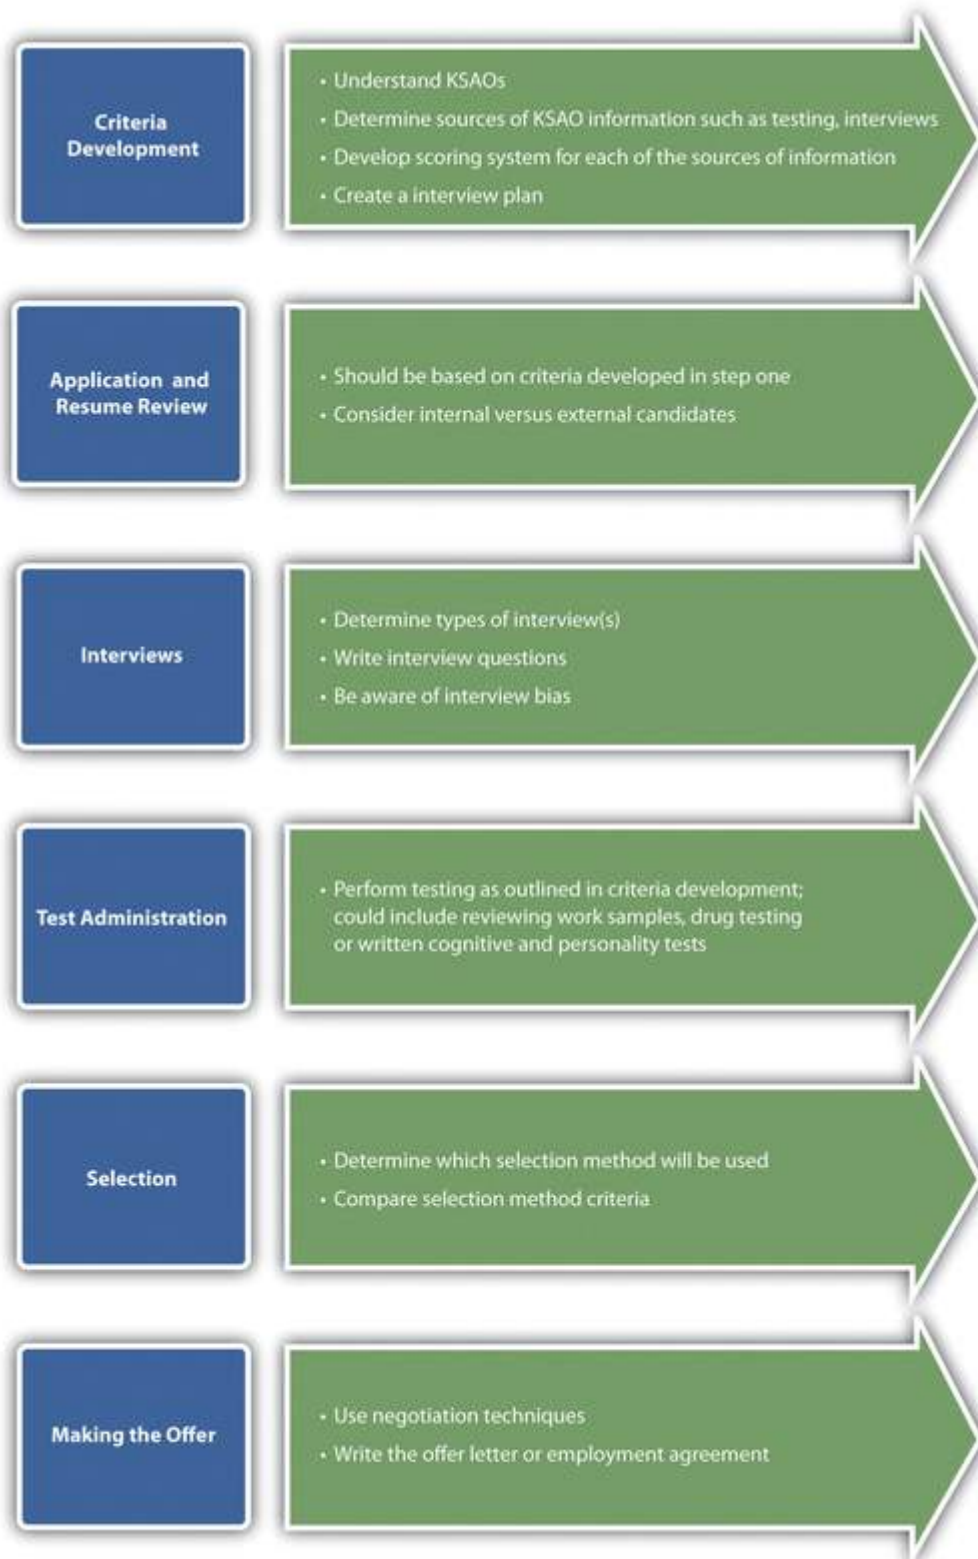 Criteria
Development
• Understand KSAOs
• Determine sources of KSAO information such as testing, interviews
• Develop scoring system for each of the sources of information
• Create a interview plan
Application and
Resume Review
• Should be based on criteria developed in step one
• Consider internal versus external candidates
Interviews
• Determine types of interview(s)
• Write interview questions
• Be aware of interview bias
Test Administration
• Perform testing as outlined in criteria development;
could include reviewing work samples, drug testing
or written cognitive and personality tests
Selection
• Determine which selection method will be used
• Compare selection method criteria
Making the Offer
• Use negotiation techniques
• Write the offer letter or employment agreement